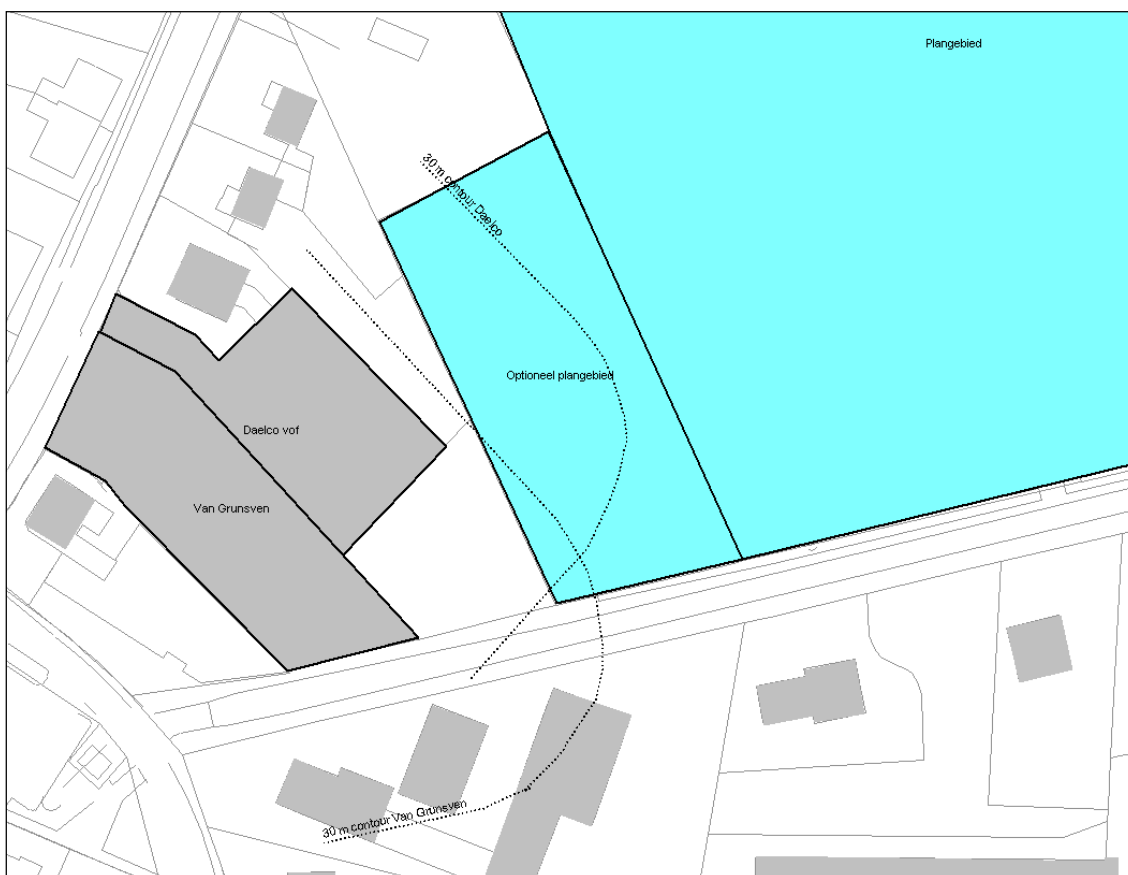 Plangebied
30 m contour Daelco
Optioneel plangebied
Daelco vof
Van Grunsven
30 m contour Van Grunsven